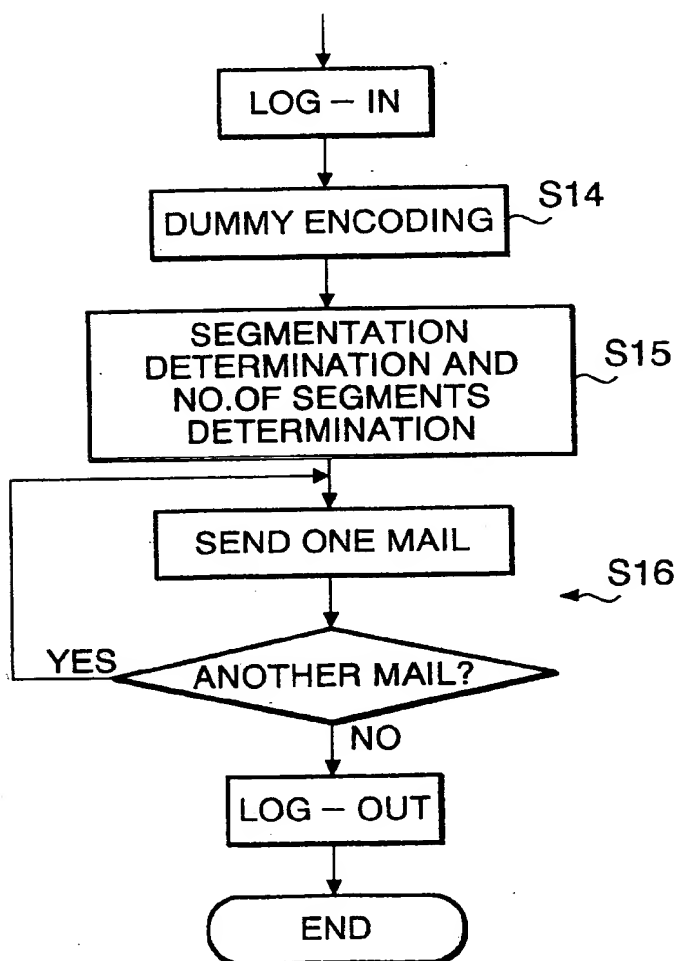 LOG – IN
DUMMY ENCODING
S14
SEGMENTATION
DETERMINATION AND
NO.OF SEGMENTS
DETERMINATION
S15
SEND ONE MAIL
S16
ANOTHER MAIL?
YES
NO
LOG – OUT
END